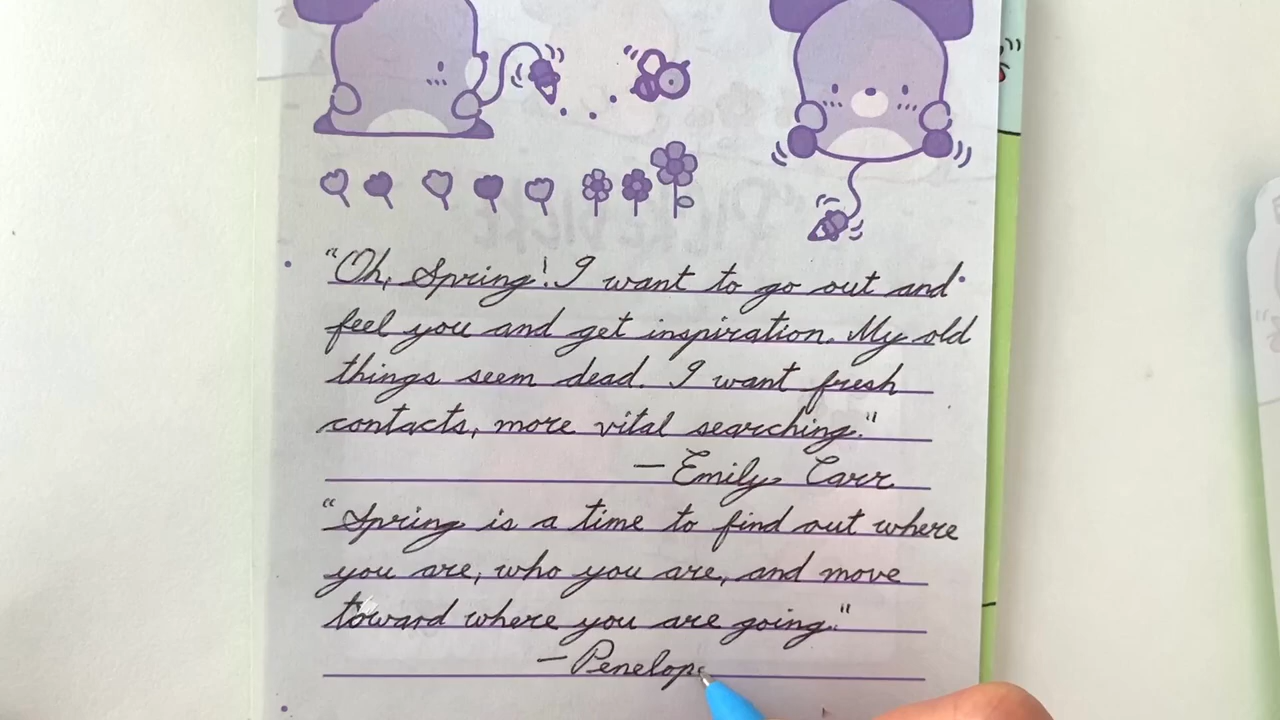 "Oh, Spring! I want to go out and
feel you and get inspiration. My old
things seem dead. I want fresh
contacts, more vital searching."
— Emily Carr
"Spring is a time to find out where
you are, who you are, and move
toward where you are going."
— Penelope